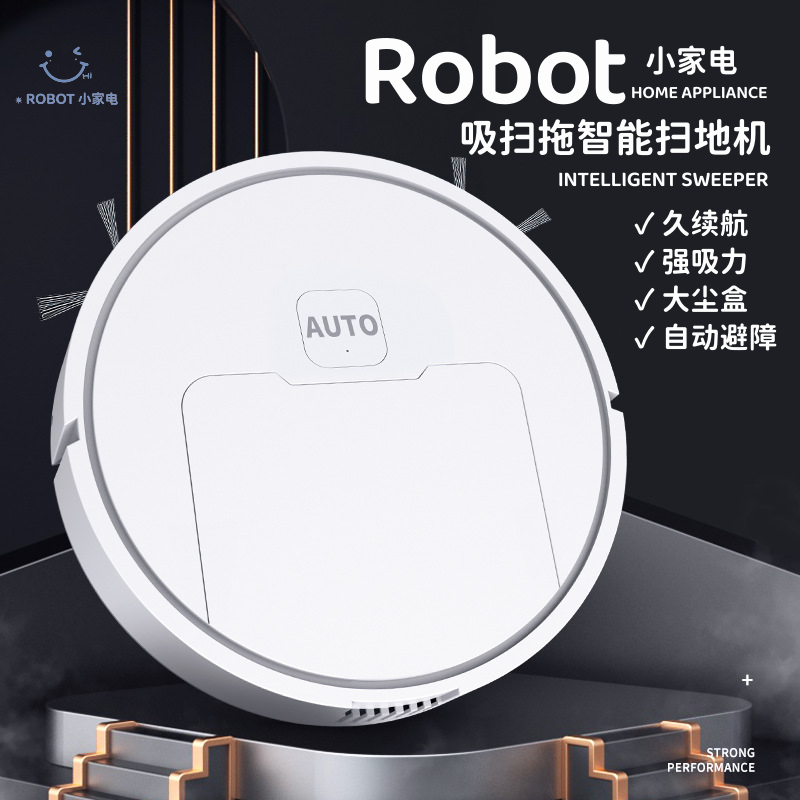 HI
* ROBOT 小家电
Robot 小家电
HOME APPLIANCE
吸扫拖智能扫地机
INTELLIGENT SWEEPER
✓ 久续航
✓ 强吸力
✓ 大尘盒
✓ 自动避障
AUTO
+
STRONG
PERFORMANCE